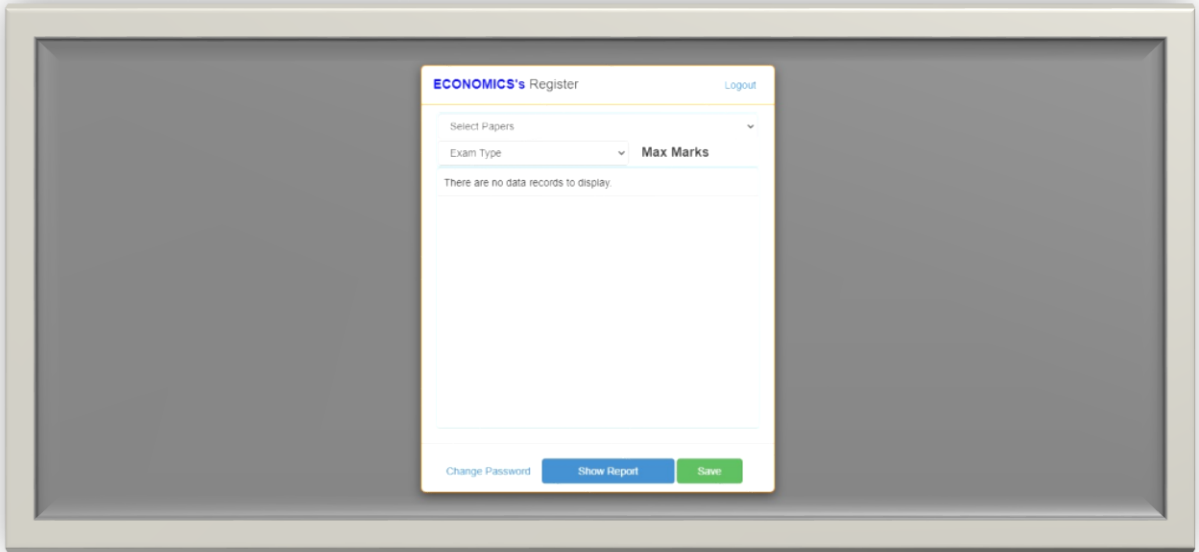 ECONOMICS's Register Logout
Select Papers
Exam Type Max Marks
There are no data records to display.
Change Password Show Report Save